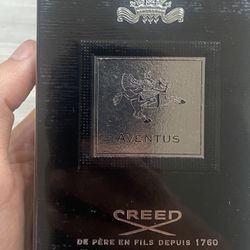 AVENTUS
CREED
DE PÈRE EN FILS DEPUIS 1760